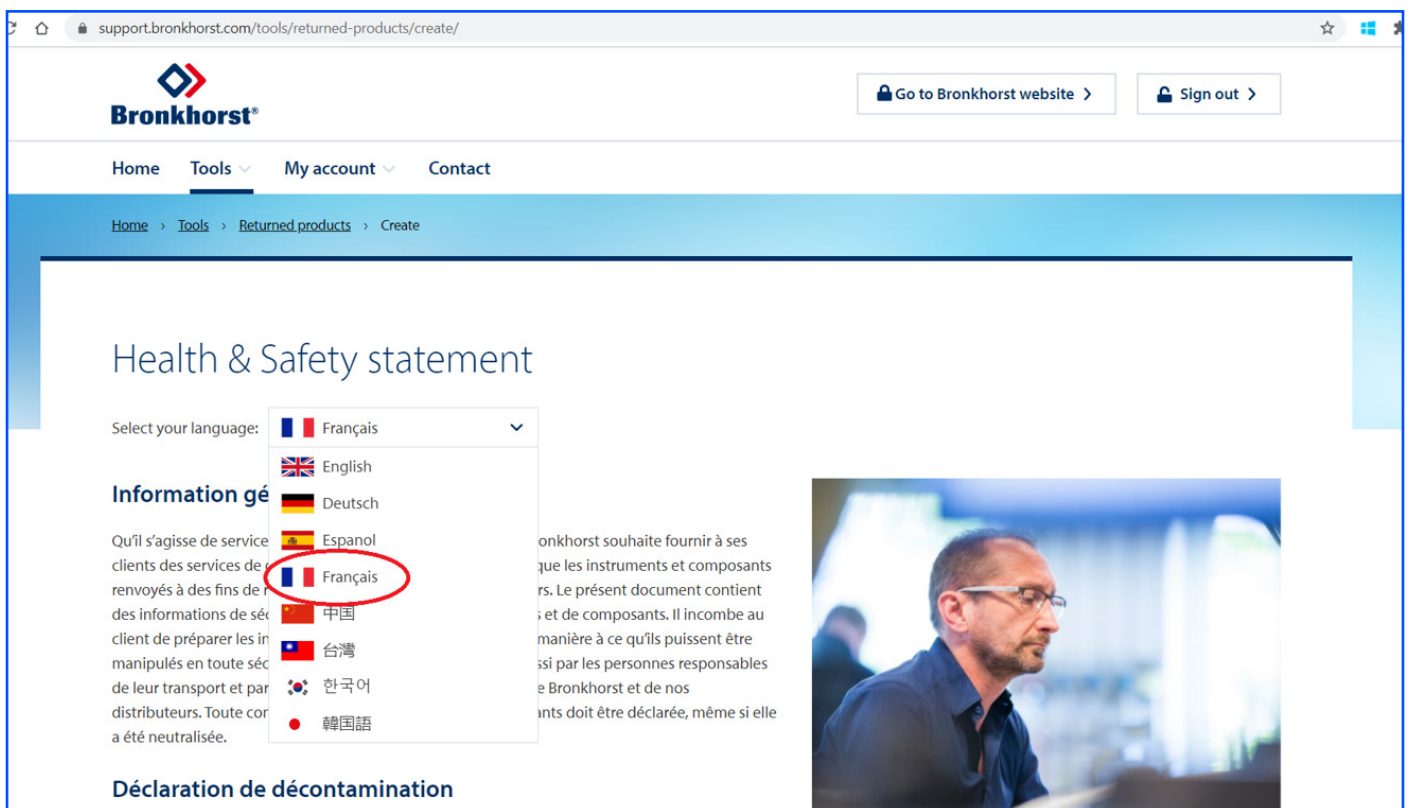 support.bronkhorst.com/tools/returned-products/create/
Bronkhorst®
Go to Bronkhorst website
Sign out
Home Tools My account Contact
Home › Tools › Returned products › Create
Health & Safety statement
Select your language: Français
English
Deutsch
Espanol
Français
中国
台灣
한국어
韓国語
Information gé
Qu'il s'agisse de service onkhorst souhaite fournir à ses
clients des services de que les instruments et composants
renvoyés à des fins de rs. Le présent document contient
des informations de séc s et de composants. Il incombe au
client de préparer les in manière à ce qu'ils puissent être
manipulés en toute séc ssi par les personnes responsables
de leur transport et par e Bronkhorst et de nos
distributeurs. Toute cor ants doit être déclarée, même si elle
a été neutralisée.
Déclaration de décontamination